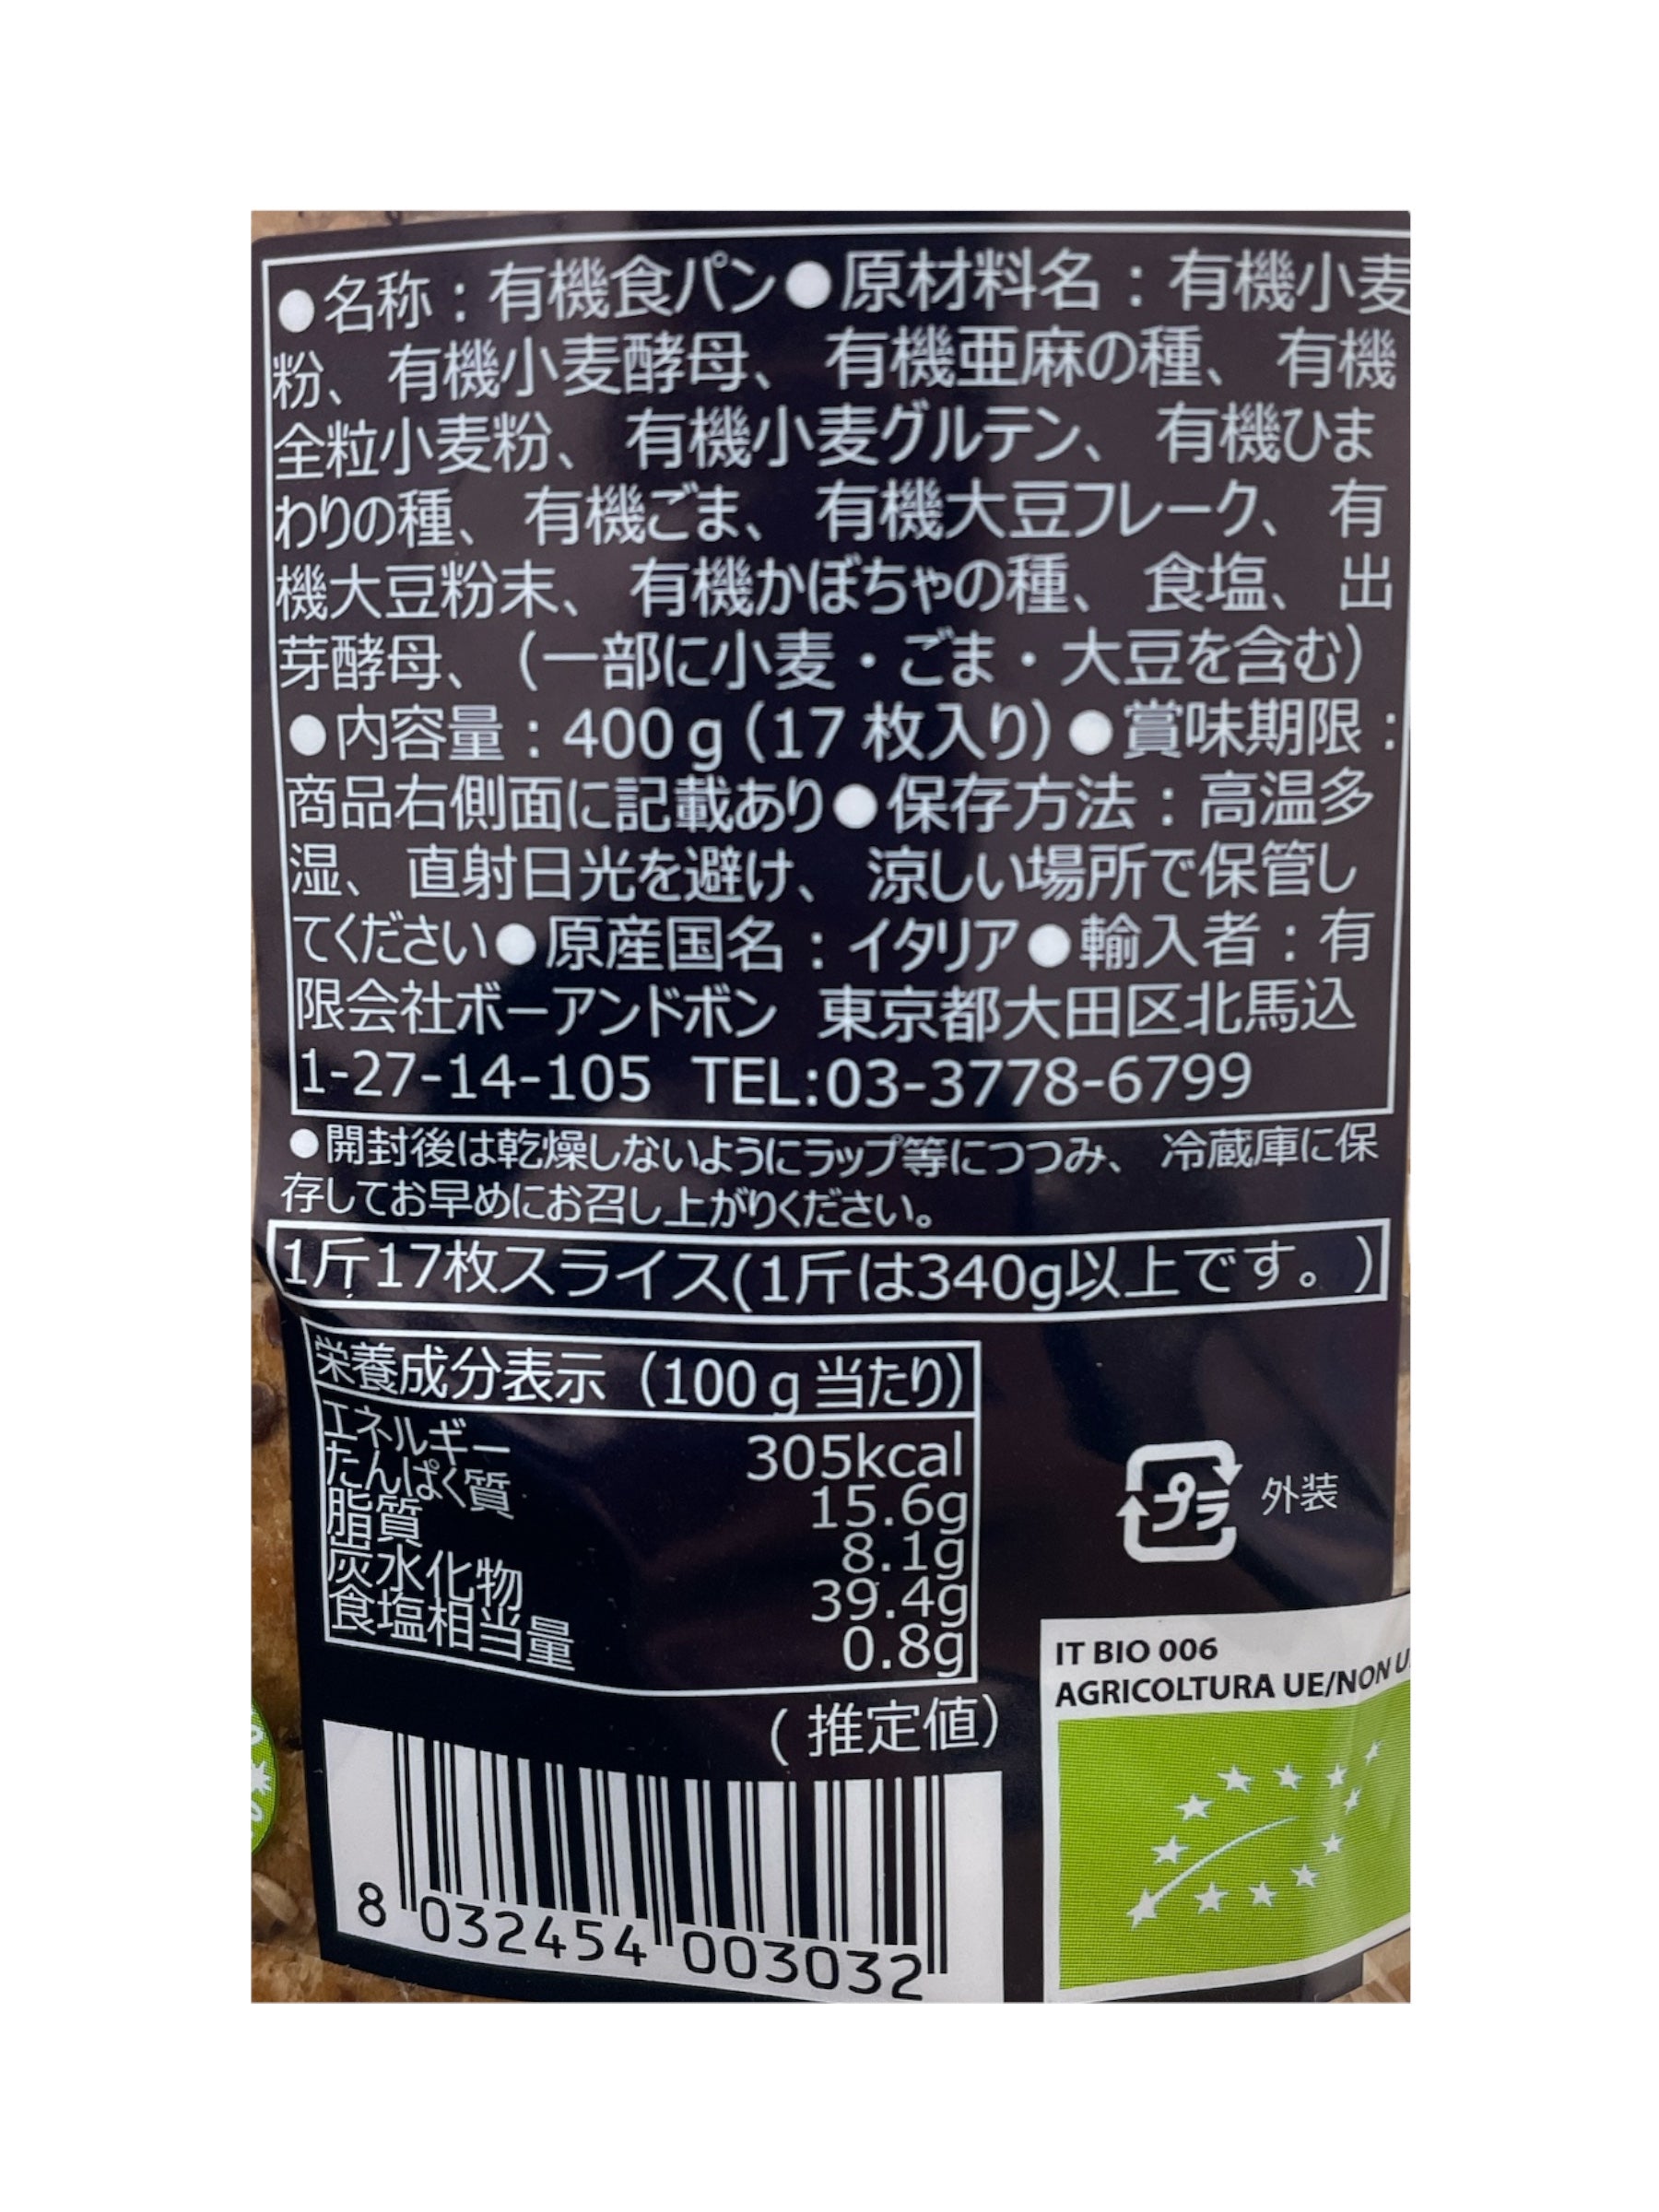 ●名称：有機食パン●原材料名：有機小麦
粉、有機小麦酵母、有機亜麻の種、有機
全粒小麦粉、有機小麦グルテン、有機ひま
わりの種、有機ごま、有機大豆フレーク、有
機大豆粉末、有機かぼちゃの種、食塩、出
芽酵母、（一部に小麦・ごま・大豆を含む）
●内容量：400g（17枚入り）●賞味期限：
商品右側面に記載あり●保存方法：高温多
湿、直射日光を避け、涼しい場所で保管し
てください●原産国名：イタリア●輸入者：有
限会社ボーアンドボン 東京都大田区北馬込
1-27-14-105 TEL:03-3778-6799
●開封後は乾燥しないようにラップ等につつみ、冷蔵庫に保
存してお早めにお召し上がりください。
1斤17枚スライス(1斤は340g以上です。)
栄養成分表示（100g当たり）
エネルギー 305kcal
たんぱく質 15.6g
脂質 8.1g
炭水化物 39.4g
食塩相当量 0.8g
（推定値）
プラ 外装
IT BIO 006
AGRICOLTURA UE/NON U
8 032454 003032